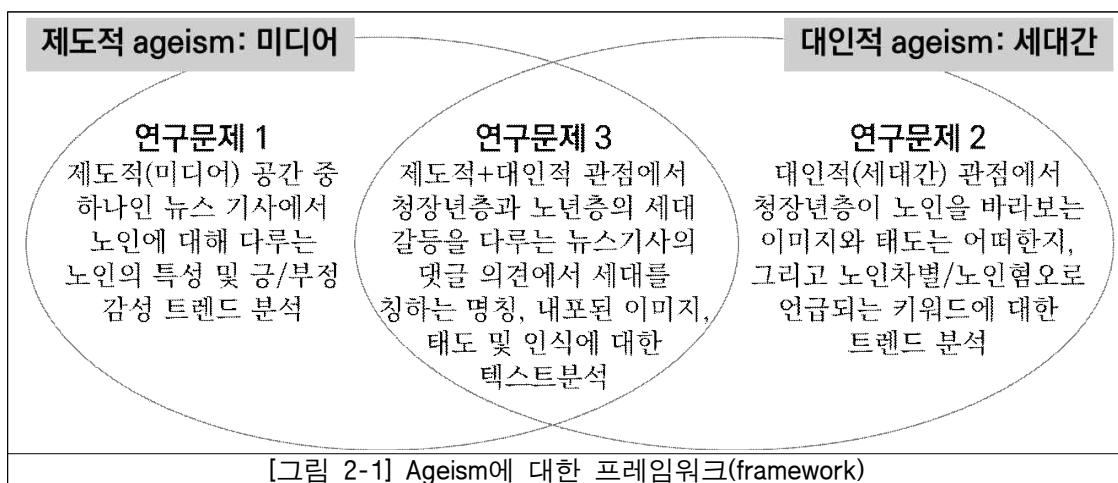 제도적 ageism: 미디어
대인적 ageism: 세대간
연구문제 1
제도적(미디어) 공간 중
하나인 뉴스 기사에서
노인에 대해 다루는
노인의 특성 및 긍/부정
감성 트렌드 분석
연구문제 3
제도적+대인적 관점에서
청장년층과 노년층의 세대
갈등을 다루는 뉴스기사의
댓글 의견에서 세대를
칭하는 명칭, 내포된 이미지,
태도 및 인식에 대한
텍스트분석
연구문제 2
대인적(세대간) 관점에서
청장년층이 노인을 바라보는
이미지와 태도는 어떠한지,
그리고 노인차별/노인혐오로
언급되는 키워드에 대한
트렌드 분석
[그림 2-1] Ageism에 대한 프레임워크(framework)